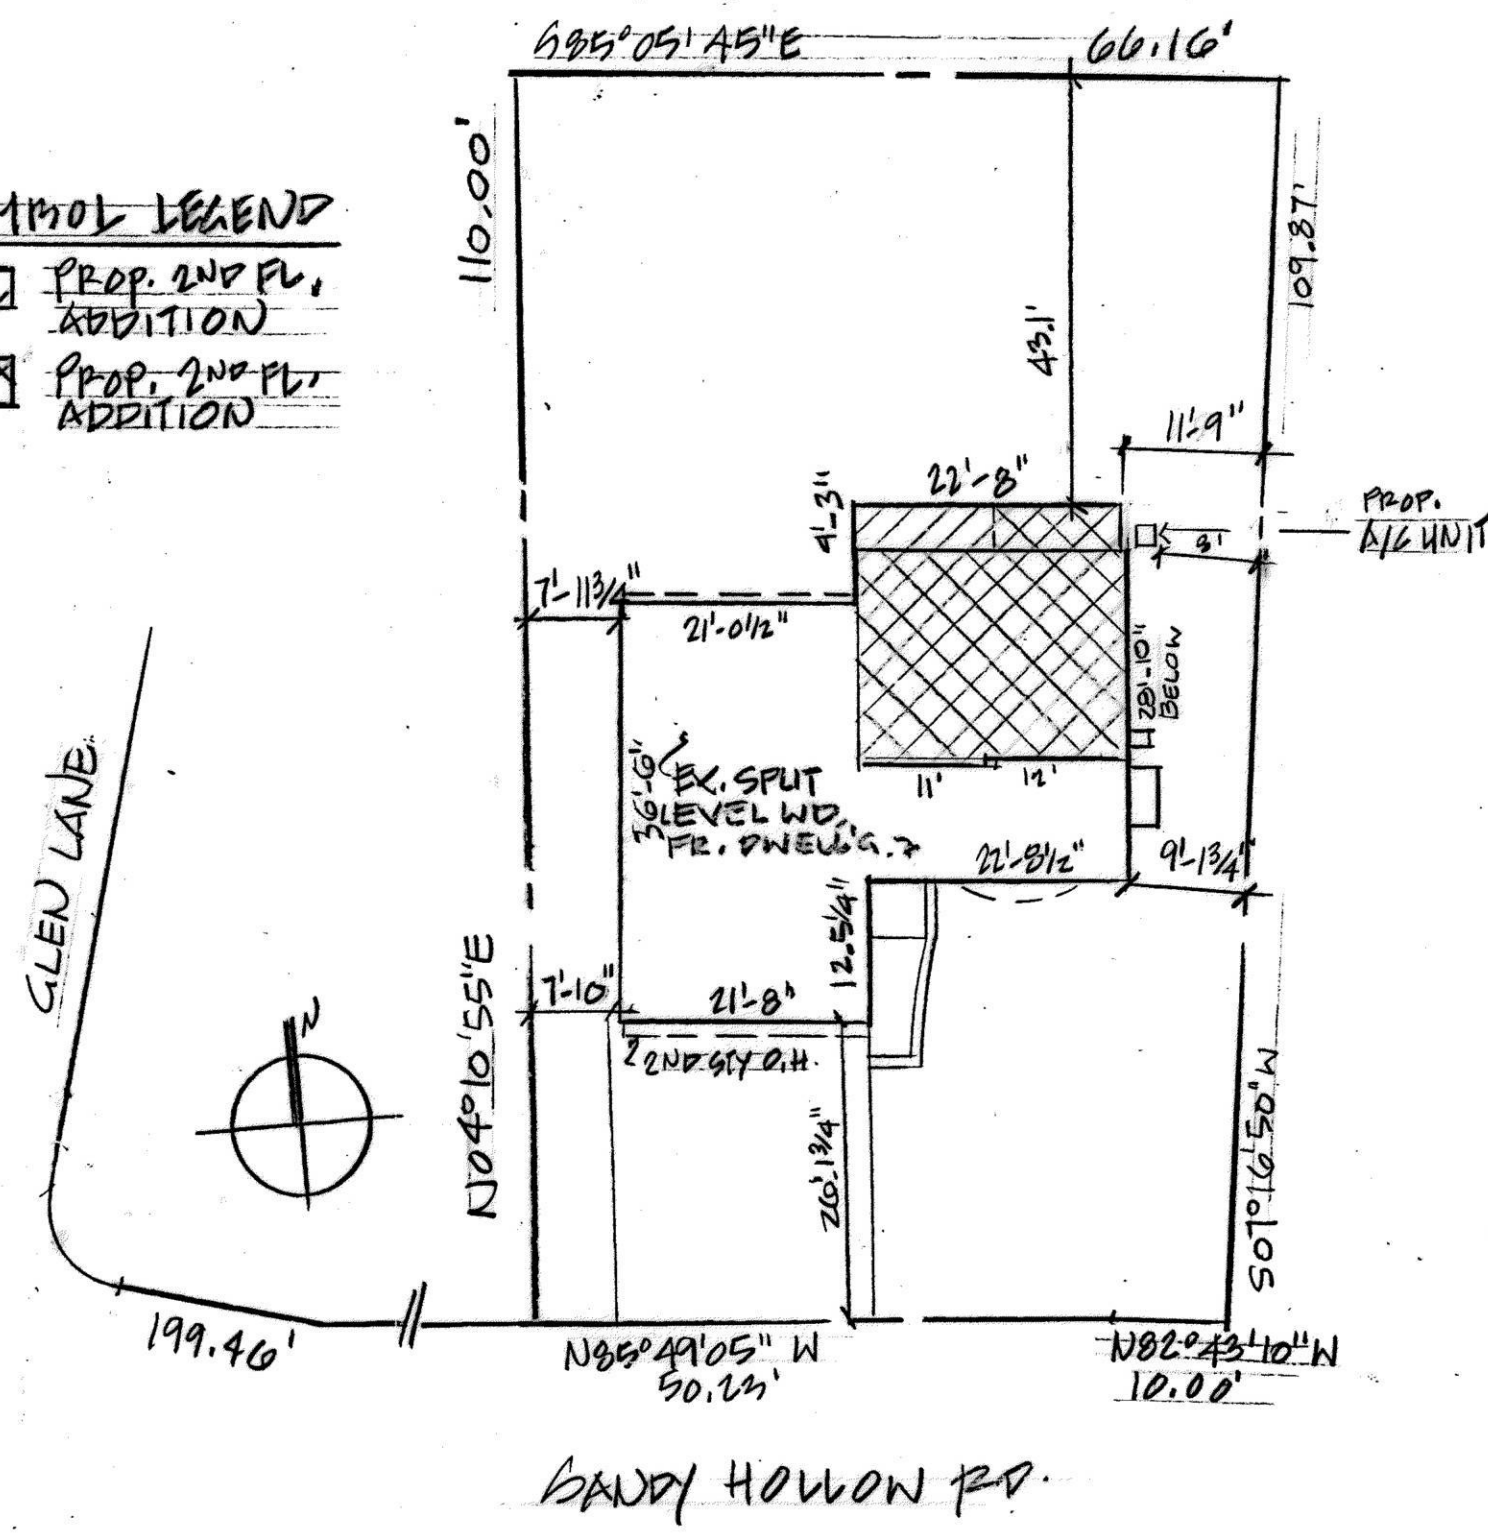 S85°05'45"E
66.16'
110.00'
109.87'
MBOL LEGEND
PROP. 2ND FL.
ADDITION
PROP. 2ND FL.
ADDITION
43.1'
11'-9"
22'-8"
4'-3"
PROP.
A/C UNIT
8'
7'-11 3/4"
21'-0 1/2"
28'-10"
BELOW
36'-6"
EX. SPLIT
LEVEL WD.
FR. DWELL'G.
11'
12'
22'-8 1/2"
9'-1 3/4"
GLEN LANE
12.5 1/4"
7'-10"
21'-8"
2ND STY O.H.
N
N04°10'55"E
26'-1 3/4"
S07°16'50"W
199.46'
N85°49'05" W
50.23'
N82°43'10"W
10.00'
SANDY HOLLOW RD.